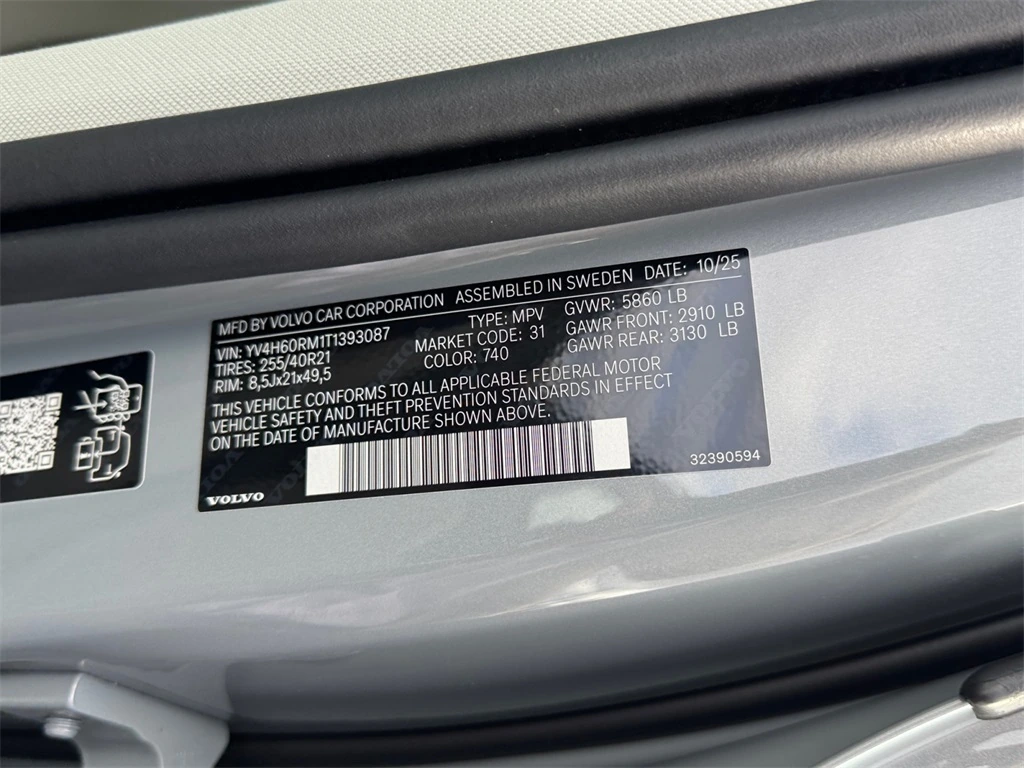 MFD BY VOLVO CAR CORPORATION ASSEMBLED IN SWEDEN DATE: 10/25
VIN: YV4H60RM1T1393087 TYPE: MPV GVWR: 5860 LB
TIRES: 255/40R21 MARKET CODE: 31 GAWR FRONT: 2910 LB
RIM: 8,5Jx21x49,5 COLOR: 740 GAWR REAR: 3130 LB
THIS VEHICLE CONFORMS TO ALL APPLICABLE FEDERAL MOTOR
VEHICLE SAFETY AND THEFT PREVENTION STANDARDS IN EFFECT
ON THE DATE OF MANUFACTURE SHOWN ABOVE.
VOLVO 32390594